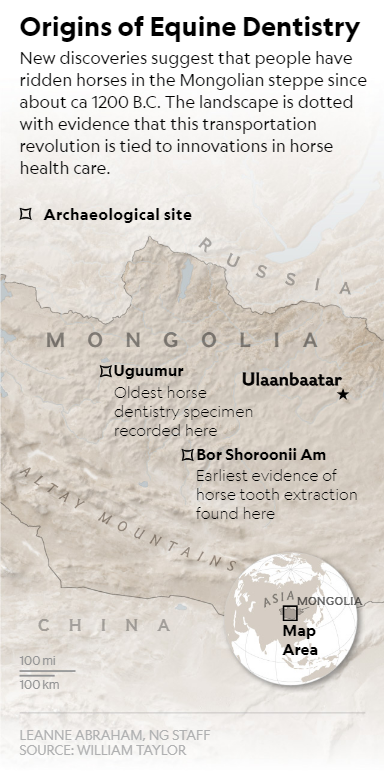 Origins of Equine Dentistry
New discoveries suggest that people have
ridden horses in the Mongolian steppe since
about ca 1200 B.C. The landscape is dotted
with evidence that this transportation
revolution is tied to innovations in horse
health care.
Archaeological site
RUSSIA
MONGOLIA
Uguumur
Oldest horse
dentistry specimen
recorded here
Ulaanbaatar
Bor Shoroonii Am
Earliest evidence of
horse tooth extraction
found here
ALTAY MOUNTAINS
ASIA
MONGOLIA
Map
Area
CHINA
100 mi
100 km
LEANNE ABRAHAM, NG STAFF
SOURCE: WILLIAM TAYLOR